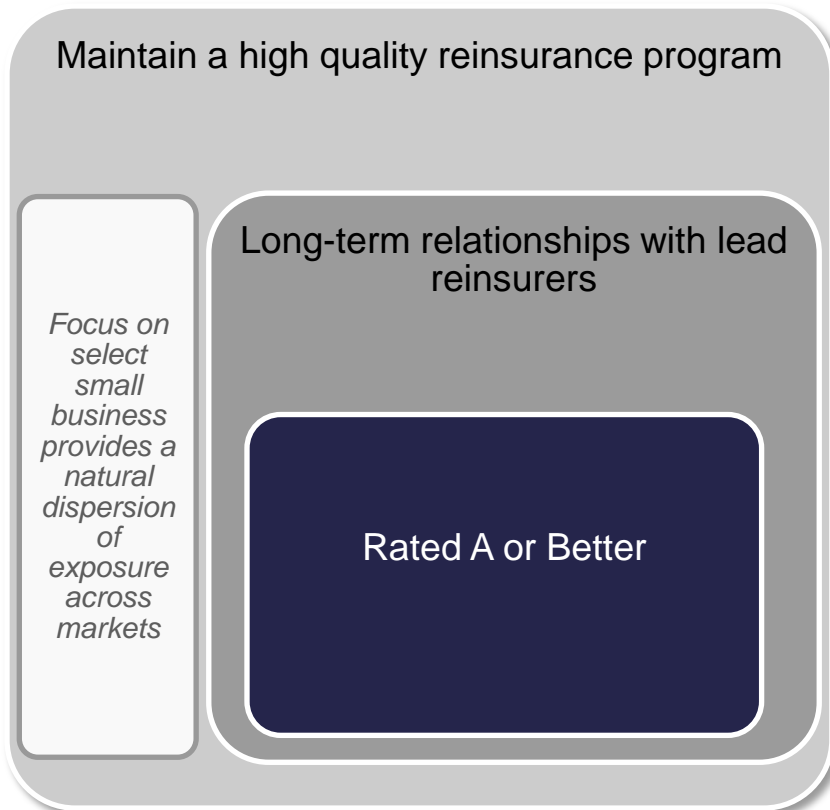 Maintain a high quality reinsurance program
Long-term relationships with lead
reinsurers
Focus on
select
small
business
provides a
natural
dispersion
of
exposure
across
markets
Rated A or Better